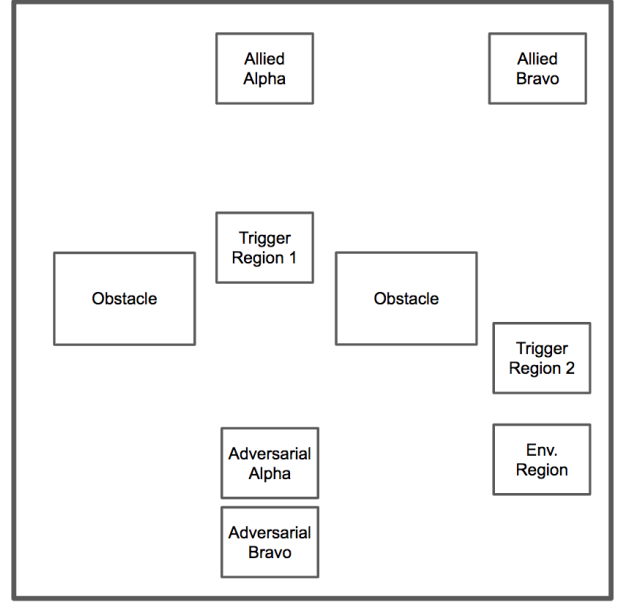 Allied
Alpha
Allied
Bravo
Trigger
Region 1
Obstacle
Obstacle
Trigger
Region 2
Adversarial
Alpha
Env.
Region
Adversarial
Bravo